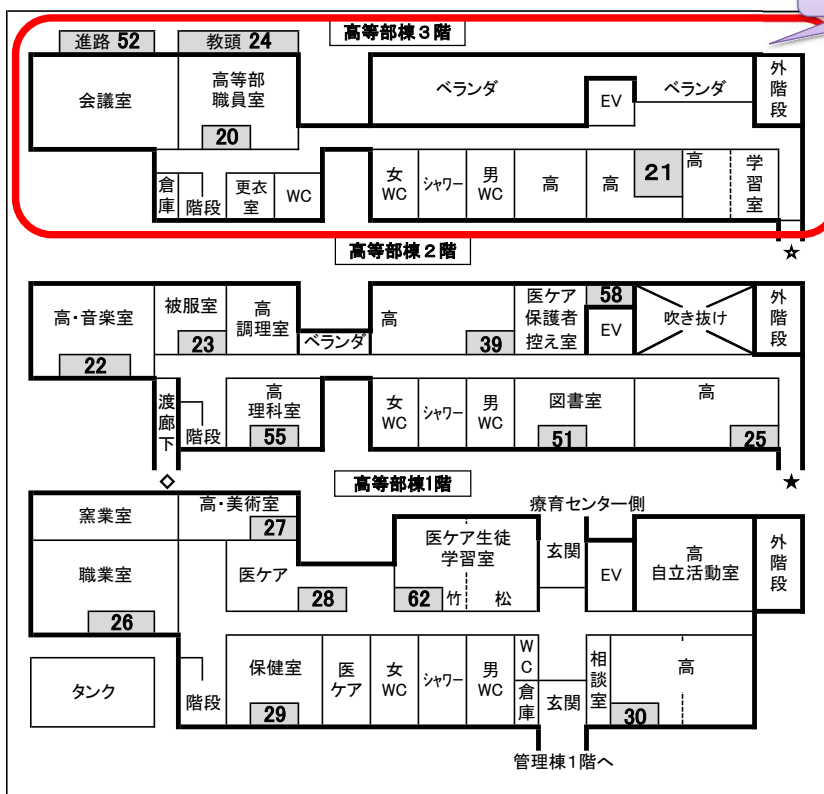 高等部棟3階
進路 52
教頭 24
会議室
高等部
職員室
20
ベランダ
EV
ベランダ
外階段
倉庫
階段
更衣室
WC
女
WC
シャワー
男
WC
高
高
21
高
学習室
☆
高等部棟2階
高・音楽室
22
被服室
23
高
調理室
ベランダ
高
39
医ケア
保護者
控え室
58
EV
吹き抜け
外階段
渡廊下
階段
高
理科室
55
女
WC
シャワー
男
WC
図書室
51
高
25
◇
★
高等部棟1階
窯業室
高・美術室
27
職業室
26
医ケア
28
医ケア生徒
学習室
62
竹
松
療育センター側
玄関
EV
高
自立活動室
外階段
タンク
階段
保健室
29
医
ケア
女
WC
シャワー
男
WC
WC
倉庫
玄関
相談室
30
高
管理棟1階へ